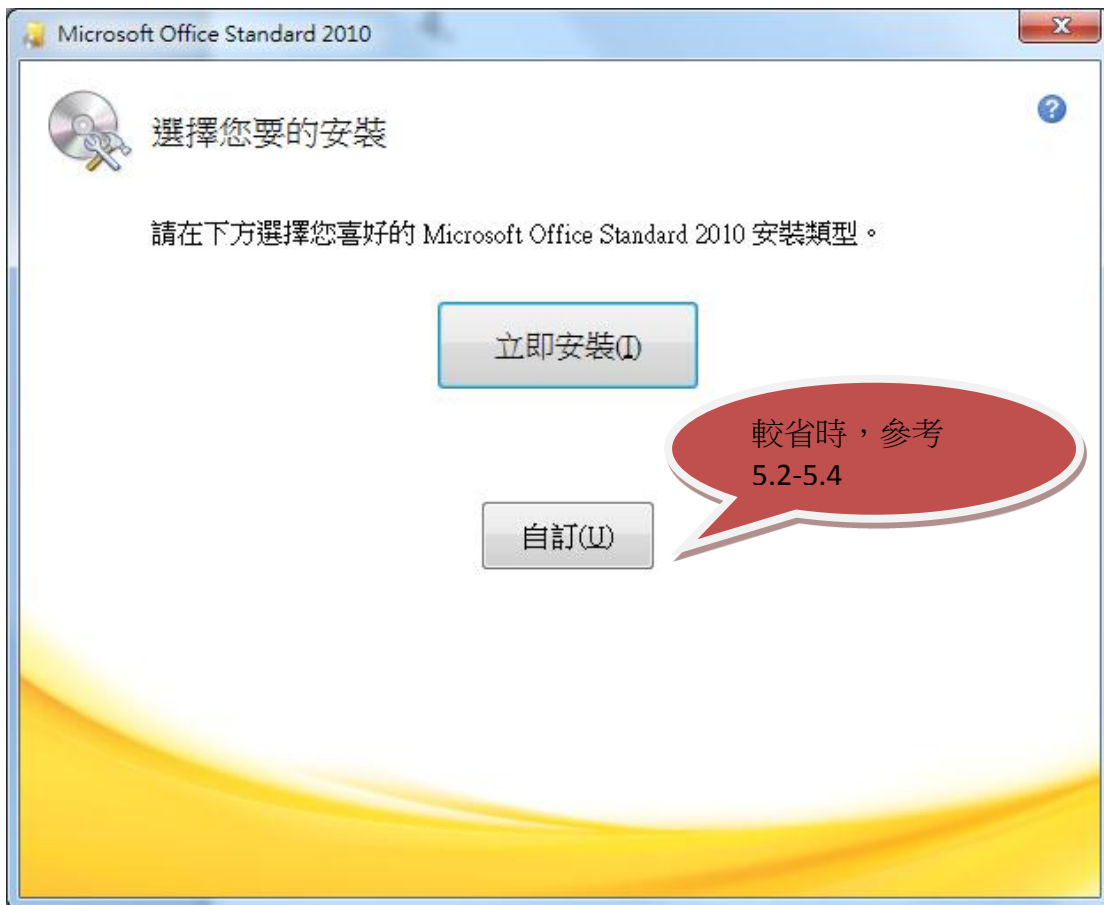 Microsoft Office Standard 2010
選擇您要的安裝
請在下方選擇您喜好的 Microsoft Office Standard 2010 安裝類型。
立即安裝(I)
較省時，參考
5.2-5.4
自訂(U)